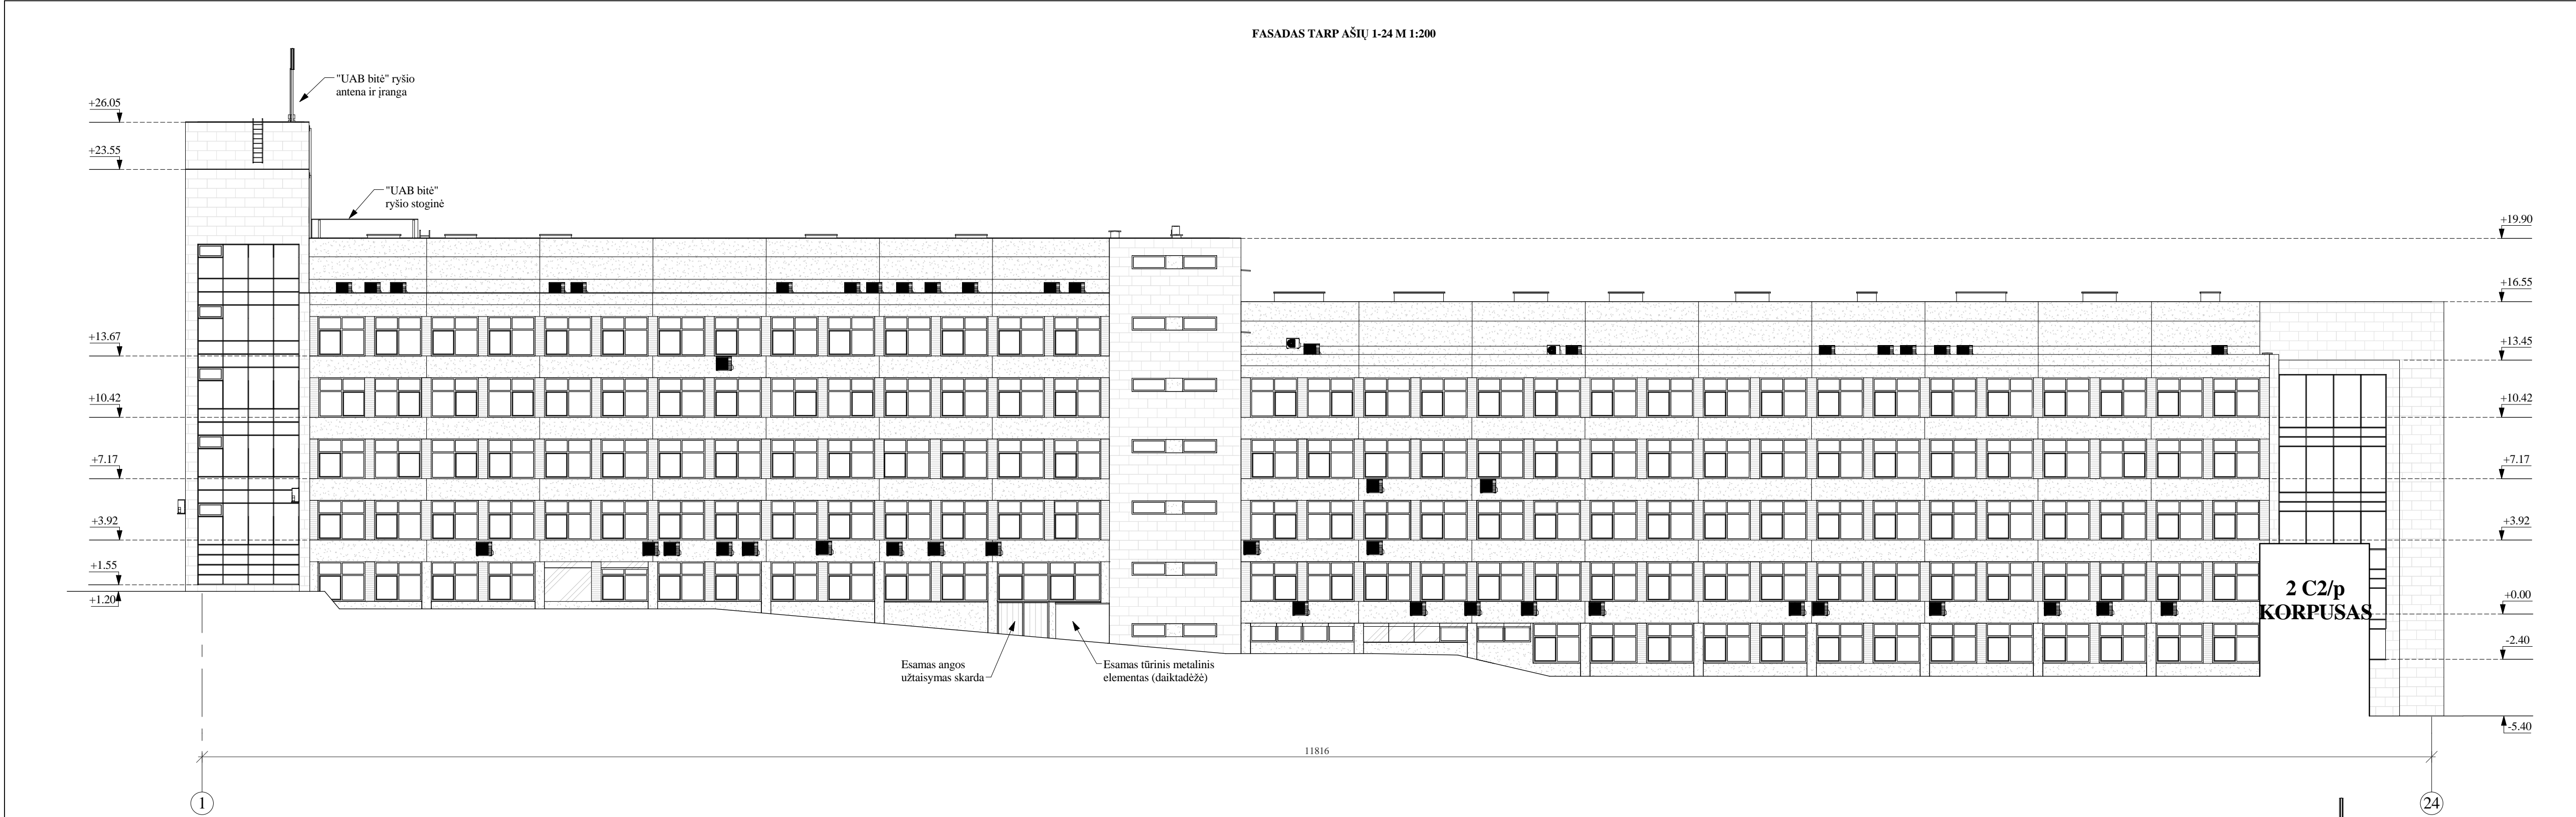 FASADAS TARP AŠIŲ 1-24 M 1:200
"UAB bitė" ryšio
antena ir įranga
+26.05
+23.55
"UAB bitė"
ryšio stoginė
+19.90
+16.55
+13.67
+13.45
+10.42
+10.42
+7.17
+7.17
+3.92
+3.92
+1.55
+1.20
2 C2/p
KORPUSAS
+0.00
-2.40
Esamas angos
užtaisymas skarda
Esamas tūrinis metalinis
elementas (daiktadėžė)
-5.40
11816
1
24